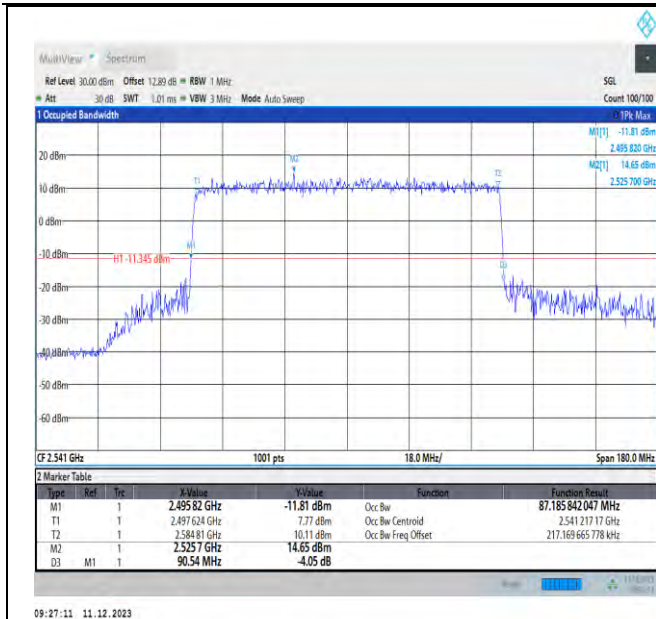 MultiView Spectrum
Ref Level 30.00 dBm Offset 12.89 dB RBW 1 MHz SGL
Att 30 dB SWT 1.01 ms VBW 3 MHz Mode Auto Sweep Count 100/100
1 Occupied Bandwidth 1Pk Max
M1[1] -11.81 dBm
2.495 820 GHz
M2[1] 14.65 dBm
2.525 700 GHz
20 dBm
M2
T1
T2
10 dBm
0 dBm
M1
-10 dBm
H1 -11.345 dBm
D3
-20 dBm
-30 dBm
-40 dBm
-50 dBm
-60 dBm
CF 2.541 GHz 1001 pts 18.0 MHz/ Span 180.0 MHz
2 Marker Table
Type Ref Trc X-Value Y-Value Function Function Result
M1 1 2.495 82 GHz -11.81 dBm Occ Bw 87.185 842 047 MHz
T1 1 2.497 624 GHz 7.77 dBm Occ Bw Centroid 2.541 217 17 GHz
T2 1 2.584 81 GHz 10.11 dBm Occ Bw Freq Offset 217.169 665 778 kHz
M2 1 2.525 7 GHz 14.65 dBm
D3 M1 1 90.54 MHz -4.05 dB
09:27:11 11.12.2023